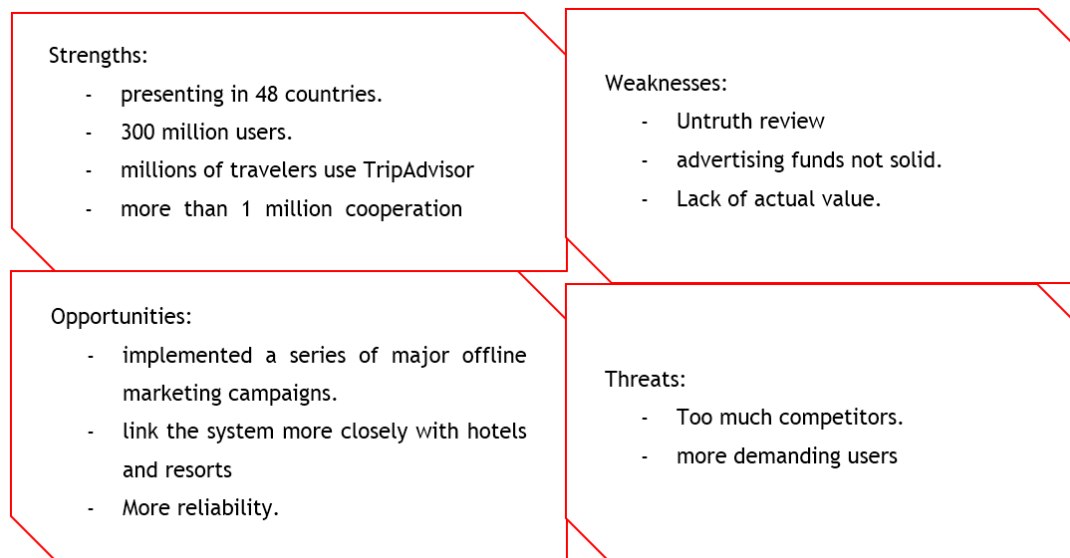 Strengths:
- presenting in 48 countries.
- 300 million users.
- millions of travelers use TripAdvisor
- more than 1 million cooperation
Weaknesses:
- Untruth review
- advertising funds not solid.
- Lack of actual value.
Opportunities:
- implemented a series of major offline
marketing campaigns.
- link the system more closely with hotels
and resorts
- More reliability.
Threats:
- Too much competitors.
- more demanding users